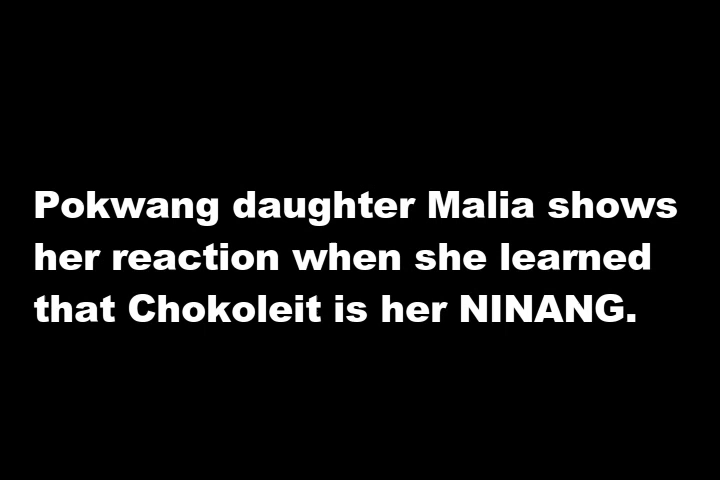 Pokwang daughter Malia shows
her reaction when she learned
that Chokoleit is her NINANG.